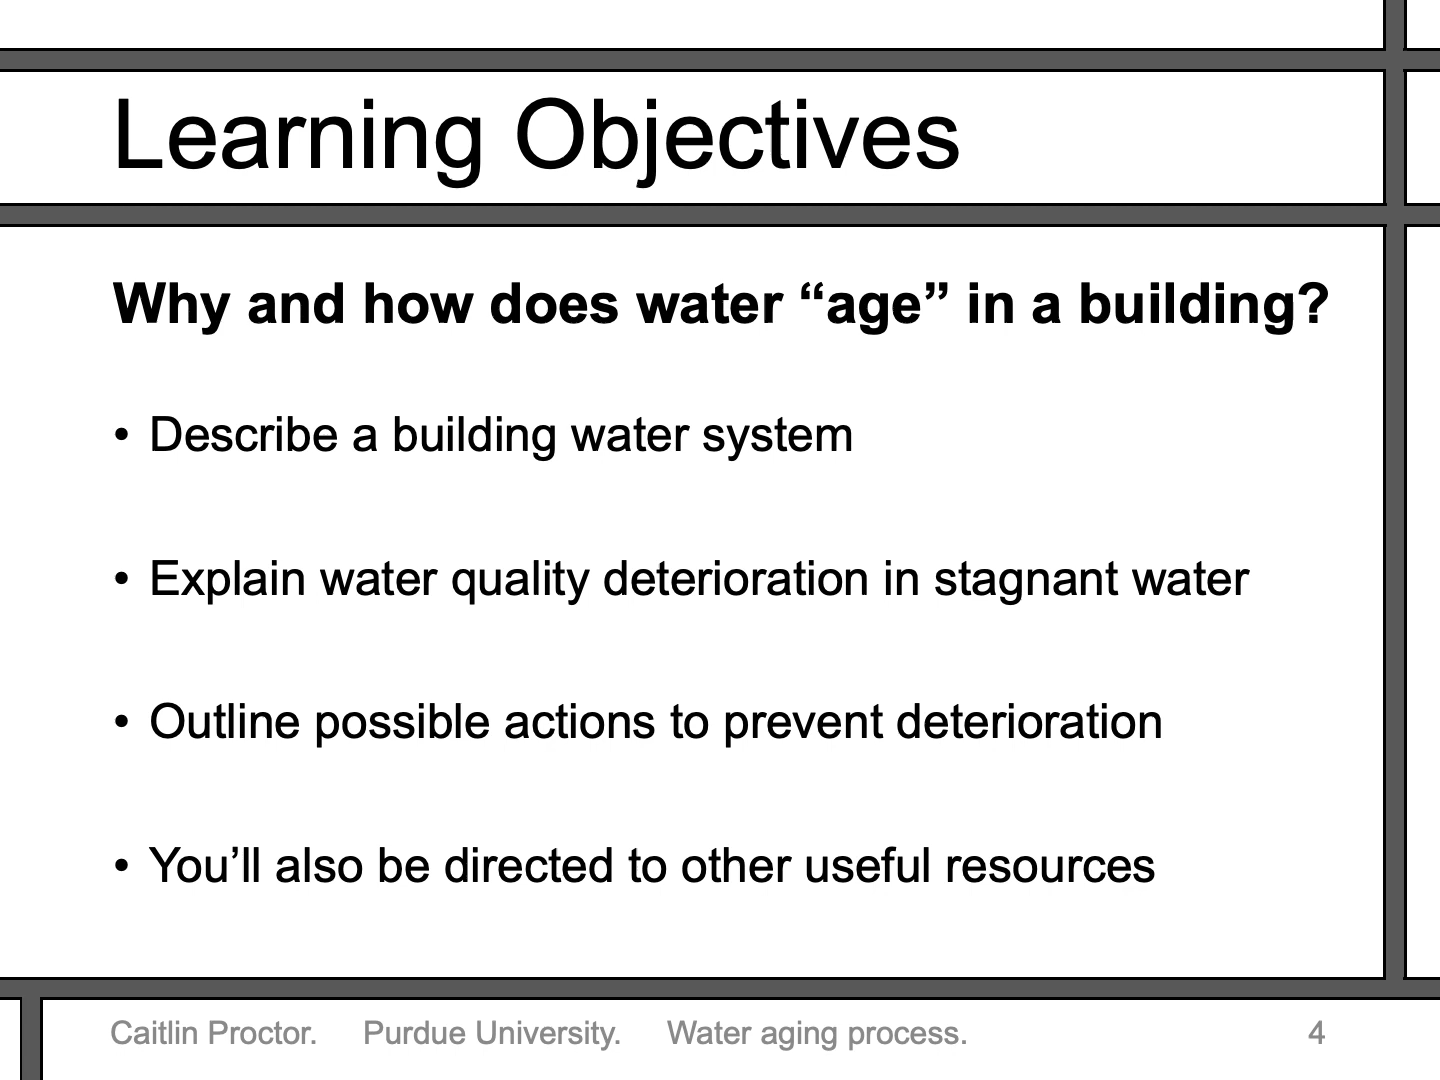 Learning Objectives
Why and how does water “age” in a building?
• Describe a building water system
• Explain water quality deterioration in stagnant water
• Outline possible actions to prevent deterioration
• You’ll also be directed to other useful resources
Caitlin Proctor. Purdue University. Water aging process. 4